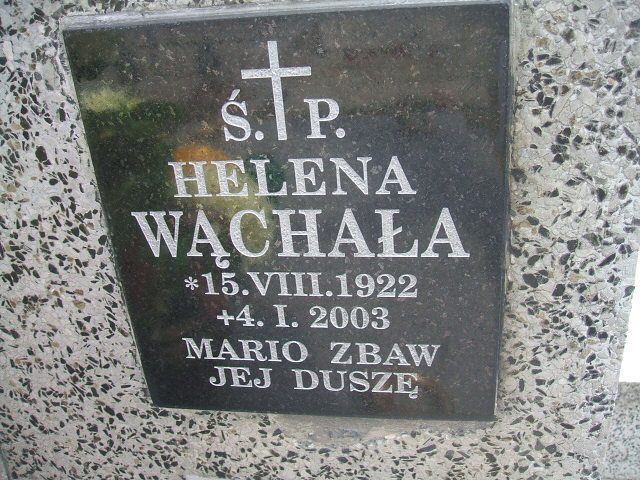 Ś. P.
HELENA
WĄCHAŁA
*15.VIII.1922
+4. I. 2003
MARIO ZBAW
JEJ DUSZĘ